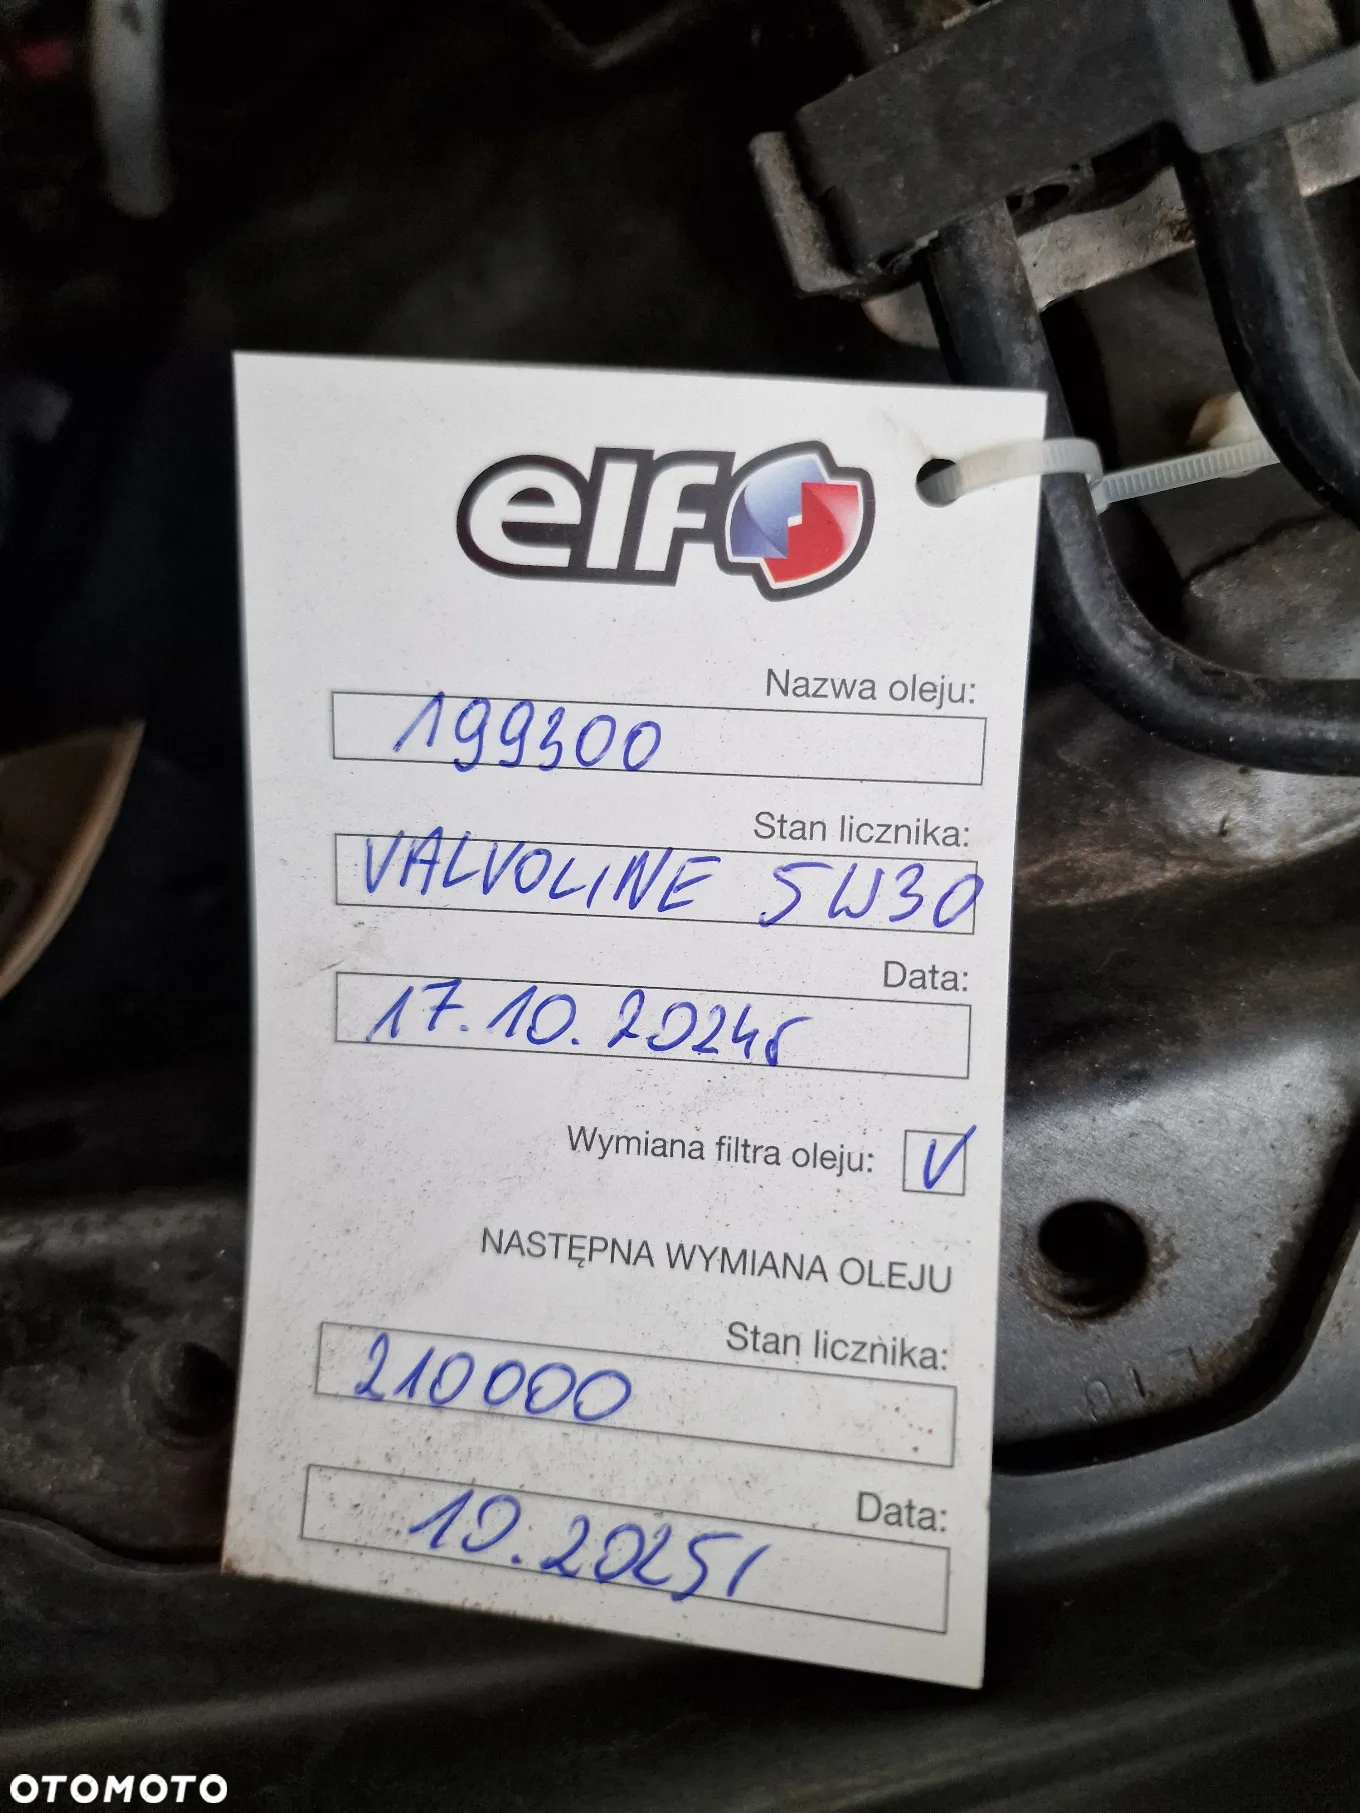 elf
Nazwa oleju:
199300
Stan licznika:
VALVOLINE 5W30
Data:
17.10.2024r
Wymiana filtra oleju: V
NASTĘPNA WYMIANA OLEJU
Stan licznika:
210000
Data:
10.2025r
OTOMOTO